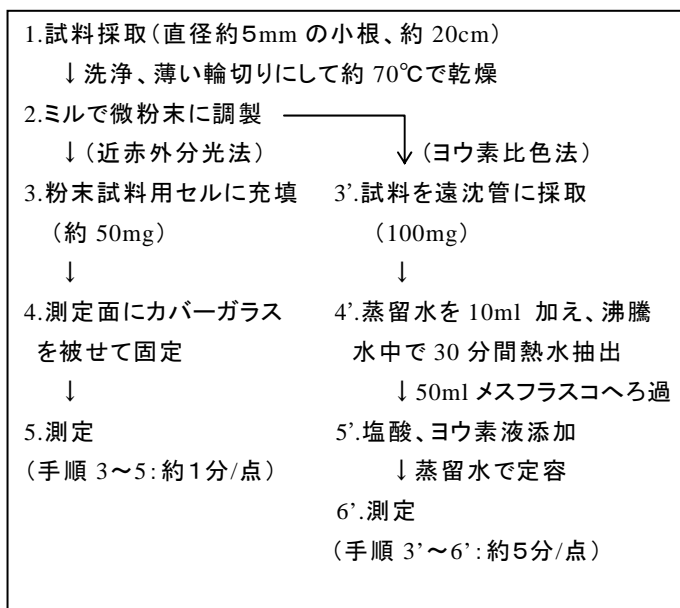 1.試料採取(直径約5mm の小根、約 20cm)
↓洗浄、薄い輪切りにして約 70℃で乾燥
2.ミルで微粉末に調製
↓(近赤外分光法)
(ヨウ素比色法)
3.粉末試料用セルに充填
(約 50mg)
↓
4.測定面にカバーガラス
を被せて固定
↓
5.測定
(手順 3~5:約1分/点)
3'.試料を遠沈管に採取
(100mg)
↓
4'.蒸留水を 10ml 加え、沸騰
水中で 30 分間熱水抽出
↓50ml メスフラスコへろ過
5'.塩酸、ヨウ素液添加
↓蒸留水で定容
6'.測定
(手順 3'~6':約5分/点)